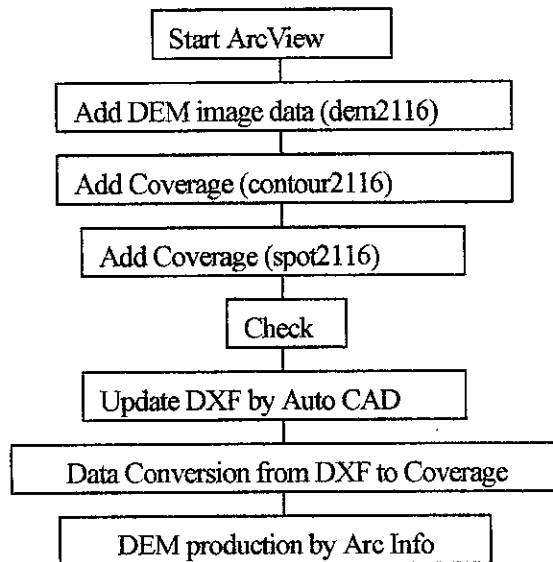 Start ArcView
Add DEM image data (dem2116)
Add Coverage (contour2116)
Add Coverage (spot2116)
Check
Update DXF by Auto CAD
Data Conversion from DXF to Coverage
DEM production by Arc Info